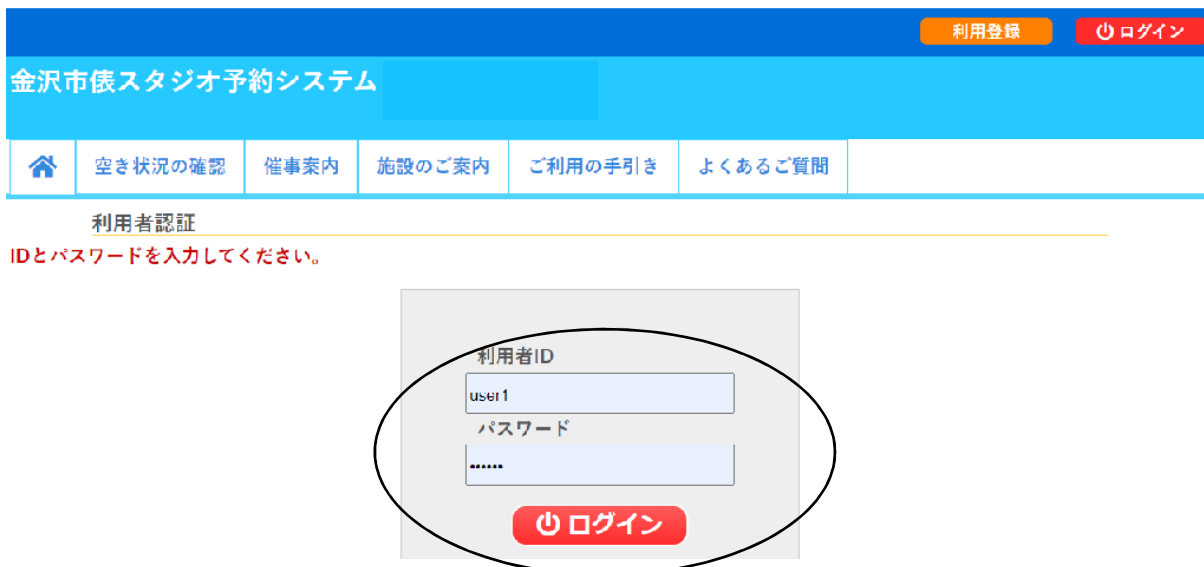 利用登録 ログイン
金沢市俵スタジオ予約システム
空き状況の確認 催事案内 施設のご案内 ご利用の手引き よくあるご質問
利用者認証
IDとパスワードを入力してください。
利用者ID
user1
パスワード
••••••
ログイン